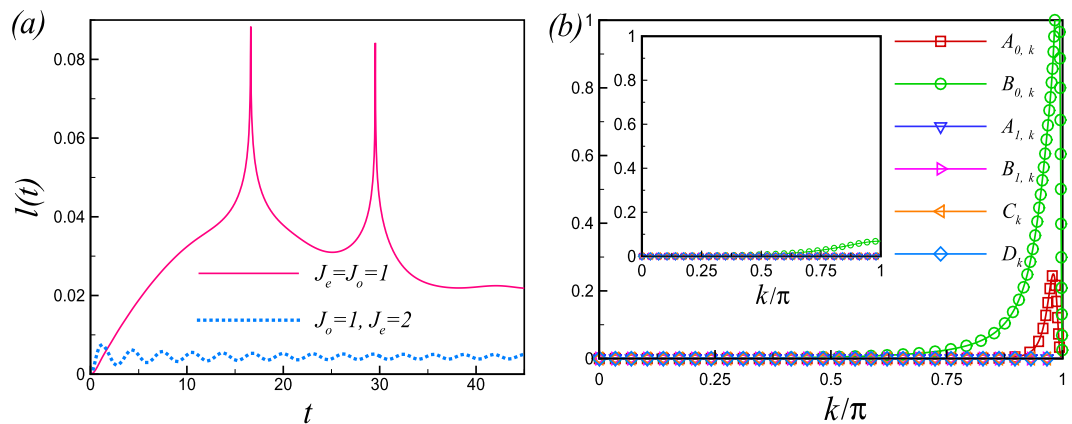 (a)
l(t)
0.08
0.06
0.04
0.02
0
0 10 20 30 40
t
J_e=J_o=1
J_o=1, J_e=2
(b)
1
0.8
0.6
0.4
0.2
0
0 0.25 0.5 0.75 1
k/π
1
0.8
0.6
0.4
0.2
0
0 0.25 0.5 0.75 1
k/π
A_{0, k}
B_{0, k}
A_{1, k}
B_{1, k}
C_k
D_k